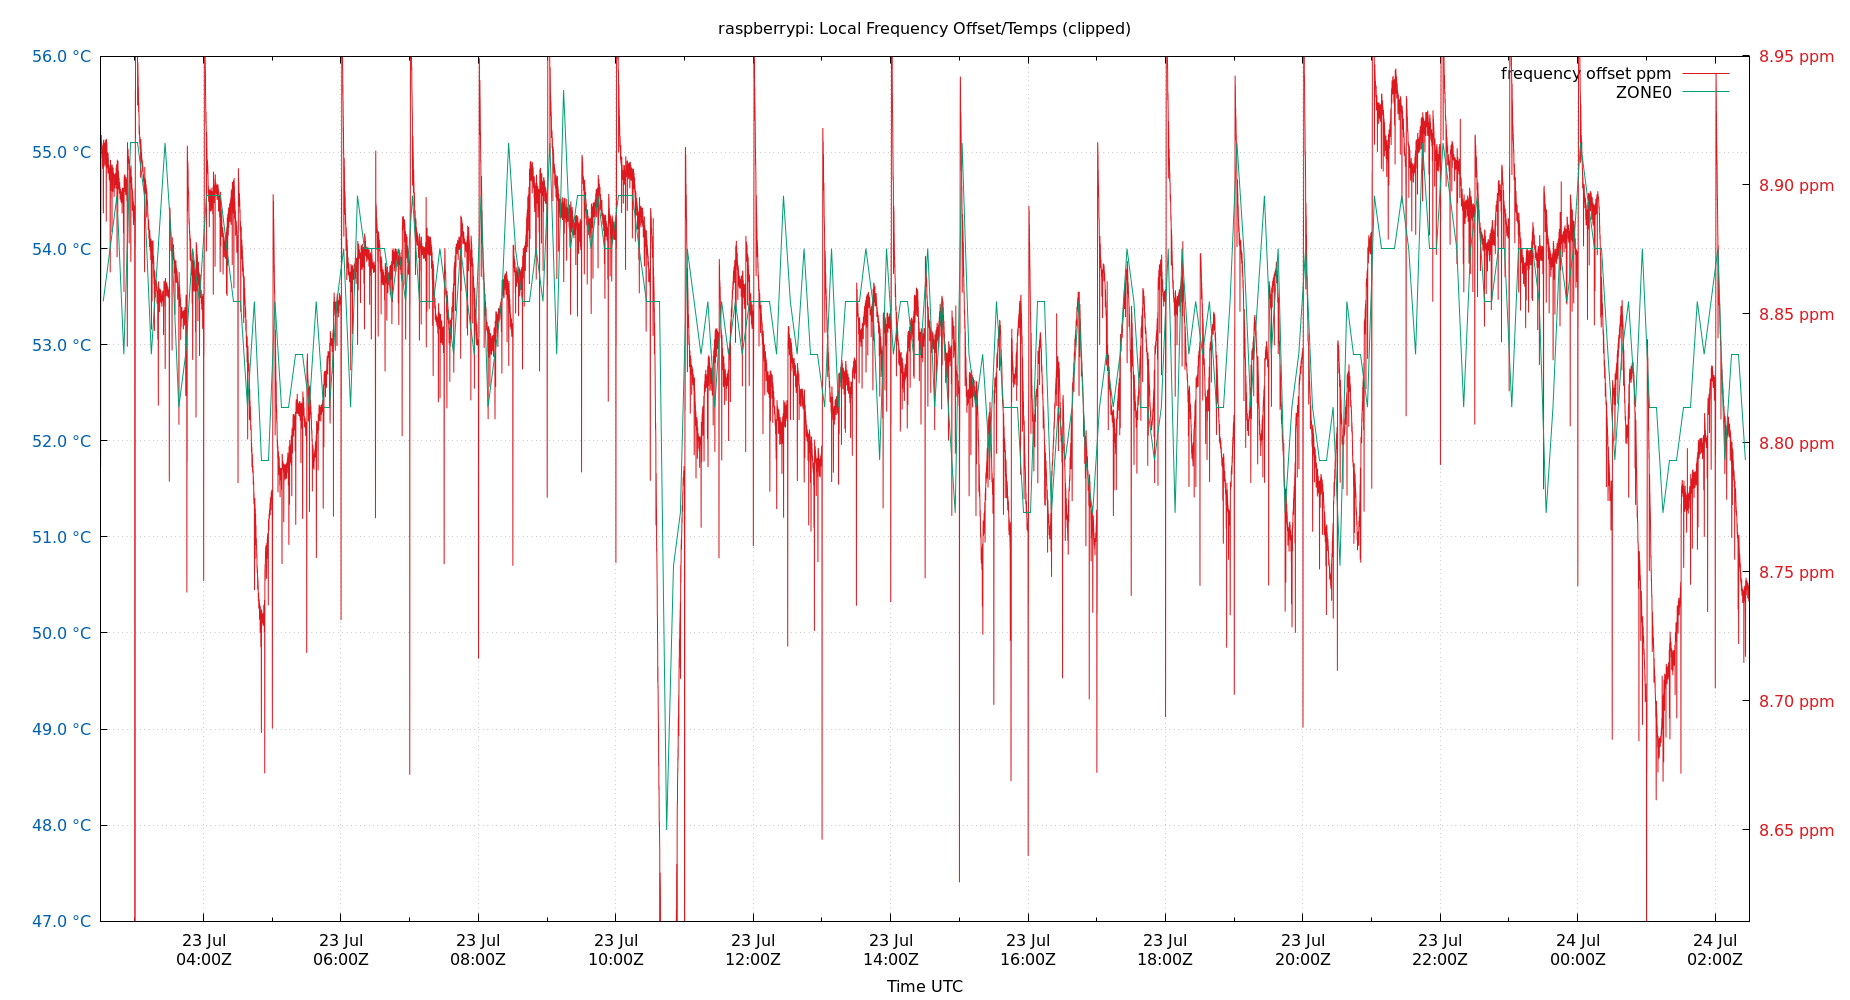 raspberrypi: Local Frequency Offset/Temps (clipped)
56.0 °C
55.0 °C
54.0 °C
53.0 °C
52.0 °C
51.0 °C
50.0 °C
49.0 °C
48.0 °C
47.0 °C
8.95 ppm
8.90 ppm
8.85 ppm
8.80 ppm
8.75 ppm
8.70 ppm
8.65 ppm
frequency offset ppm
ZONE0
23 Jul 23 Jul 23 Jul 23 Jul 23 Jul 23 Jul 23 Jul 23 Jul 23 Jul 23 Jul 24 Jul 24 Jul
04:00Z 06:00Z 08:00Z 10:00Z 12:00Z 14:00Z 16:00Z 18:00Z 20:00Z 22:00Z 00:00Z 02:00Z
Time UTC